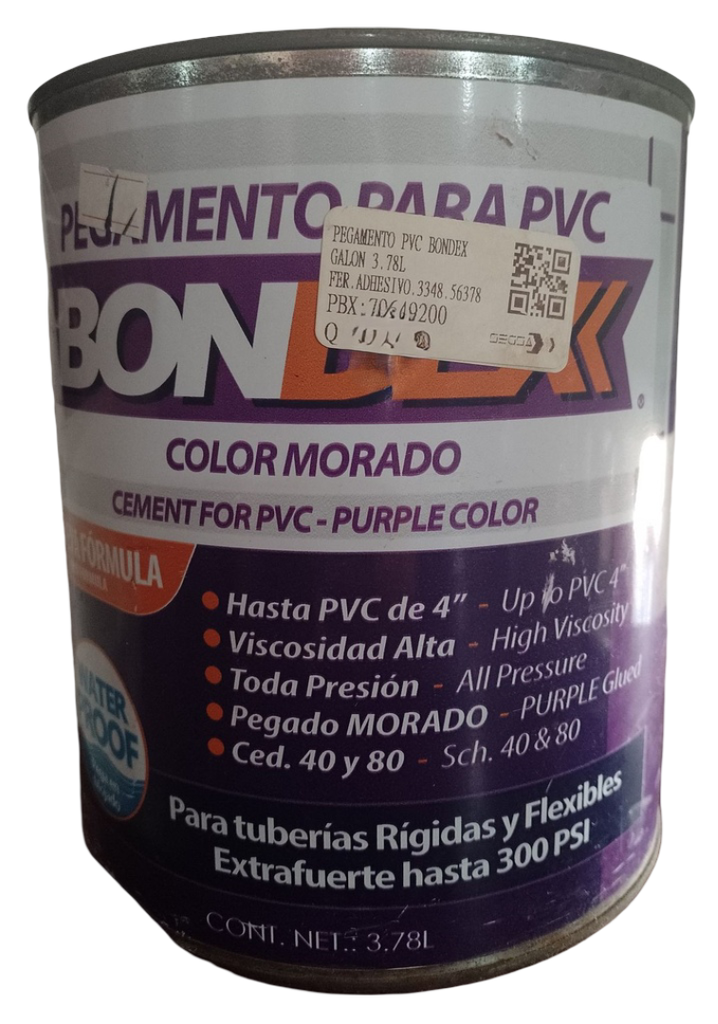 PEGAMENTO PARA PVC
PEGAMENTO PVC BONDEX
GALON 3.78L
FER.ADHESIVO.3348.56378
PBX:
Q
BONDEX
®
COLOR MORADO
CEMENT FOR PVC - PURPLE COLOR
FÓRMULA
• Hasta PVC de 4” - Up to PVC 4”
• Viscosidad Alta - High Viscosity
• Toda Presión - All Pressure
• Pegado MORADO - PURPLE Glued
• Ced. 40 y 80 - Sch. 40 & 80
WATER
PROOF
Para tuberías Rígidas y Flexibles
Extrafuerte hasta 300 PSI
CONT. NET.: 3.78L